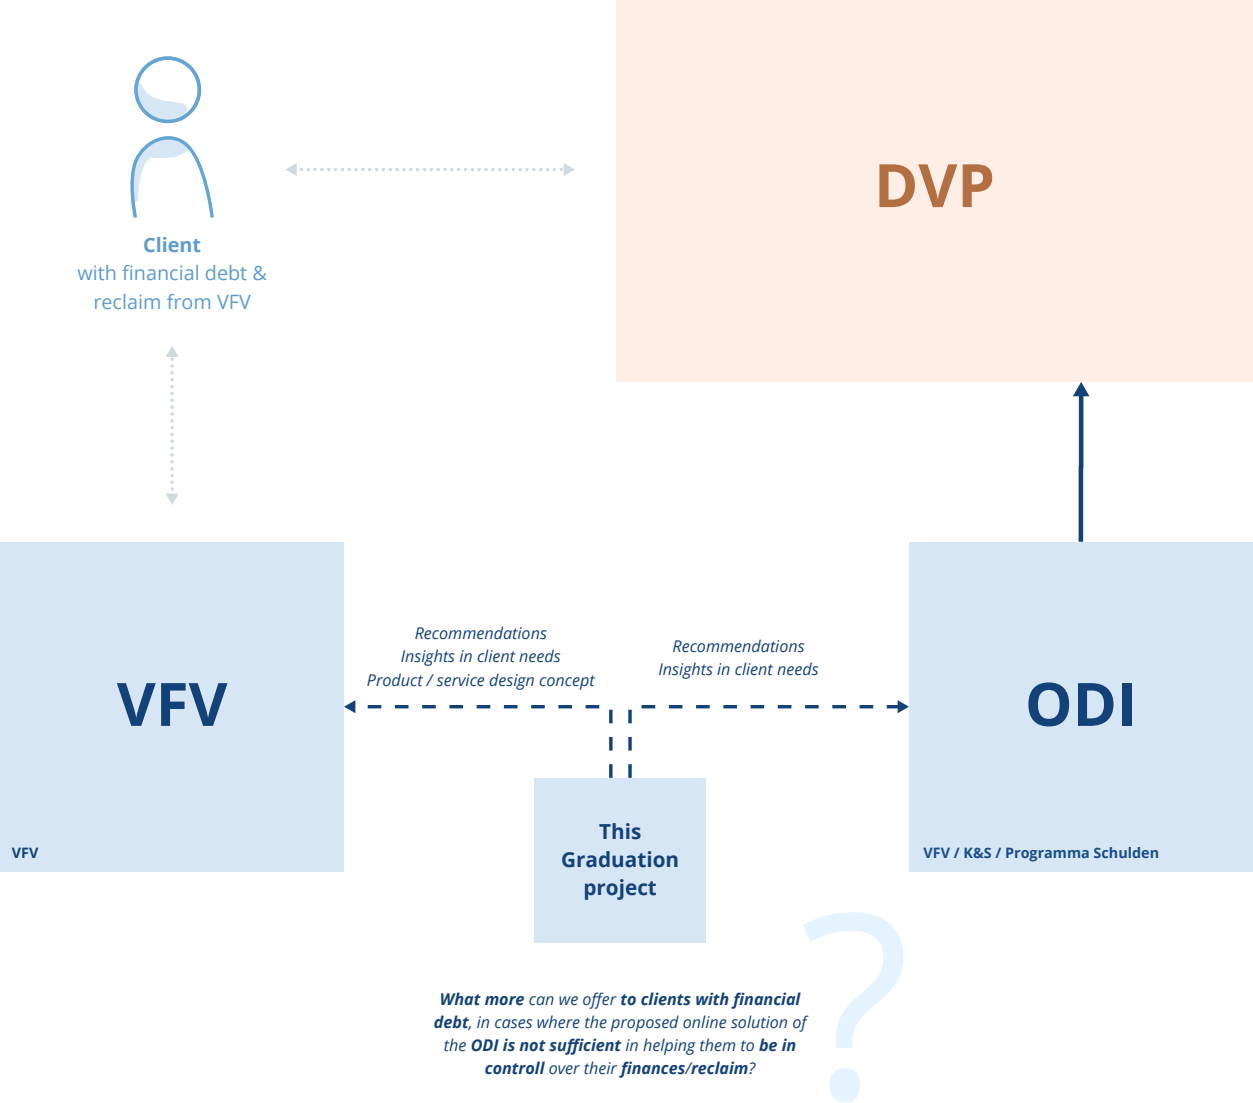 DVP
Client
with financial debt &
reclaim from VFV
Recommendations
Insights in client needs
Product / service design concept
Recommendations
Insights in client needs
VFV
ODI
VFV
This
Graduation
project
VFV / K&S / Programma Schulden
?
What more can we offer to clients with financial
debt, in cases where the proposed online solution of
the ODI is not sufficient in helping them to be in
controll over their finances/reclaim?